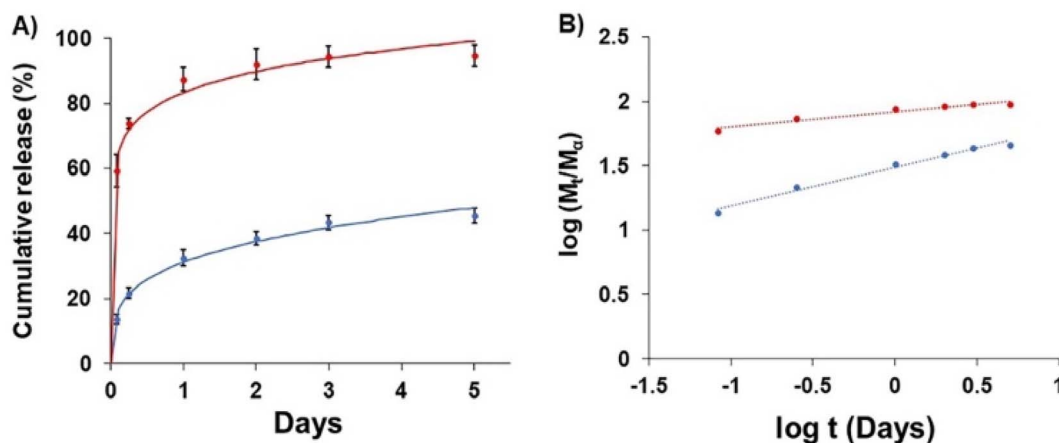 A)
Cumulative release (%)
100
80
60
40
20
0
0 1 2 3 4 5
Days
B)
log (Mt/Mα)
2.5
2
1.5
1
0.5
0
-1.5 -1 -0.5 0 0.5 1
log t (Days)